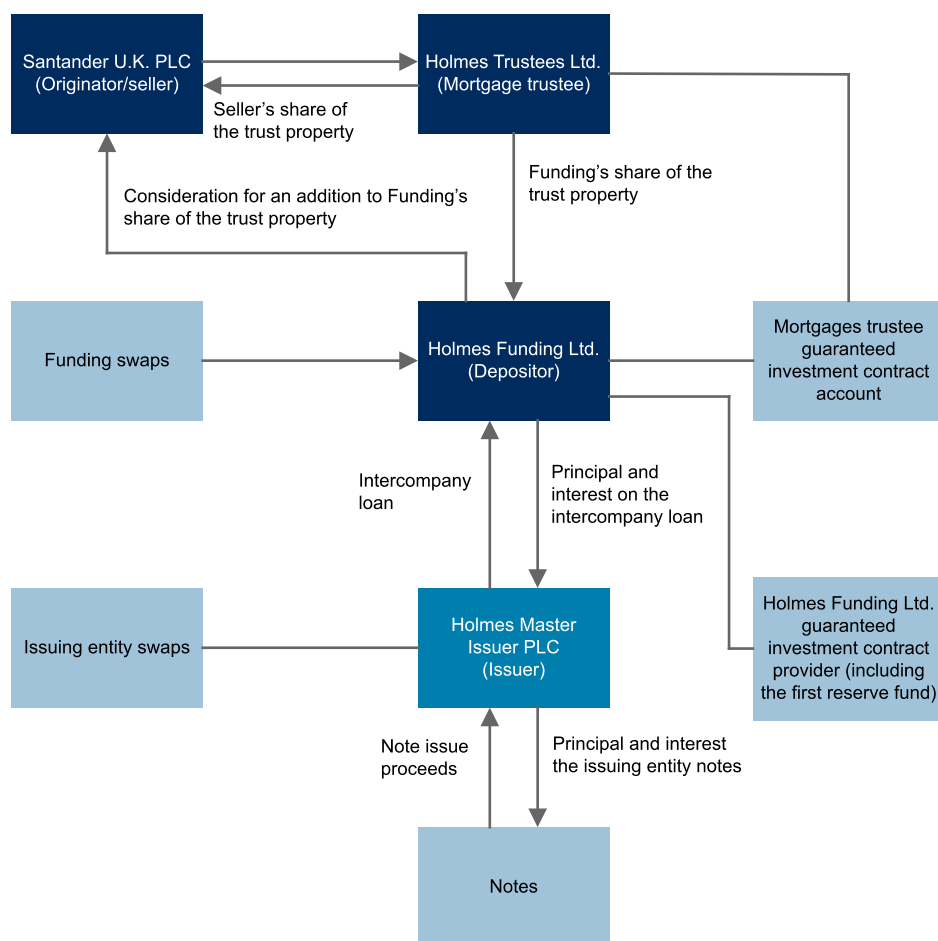 Santander U.K. PLC
(Originator/seller)
Holmes Trustees Ltd.
(Mortgage trustee)
Seller's share of
the trust property
Consideration for an addition to Funding's
share of the trust property
Funding's share of the
trust property
Funding swaps
Holmes Funding Ltd.
(Depositor)
Mortgages trustee
guaranteed
investment contract
account
Intercompany
loan
Principal and
interest on the
intercompany loan
Issuing entity swaps
Holmes Master
Issuer PLC
(Issuer)
Holmes Funding Ltd.
guaranteed
investment contract
provider (including
the first reserve fund)
Note issue
proceeds
Principal and interest
the issuing entity notes
Notes